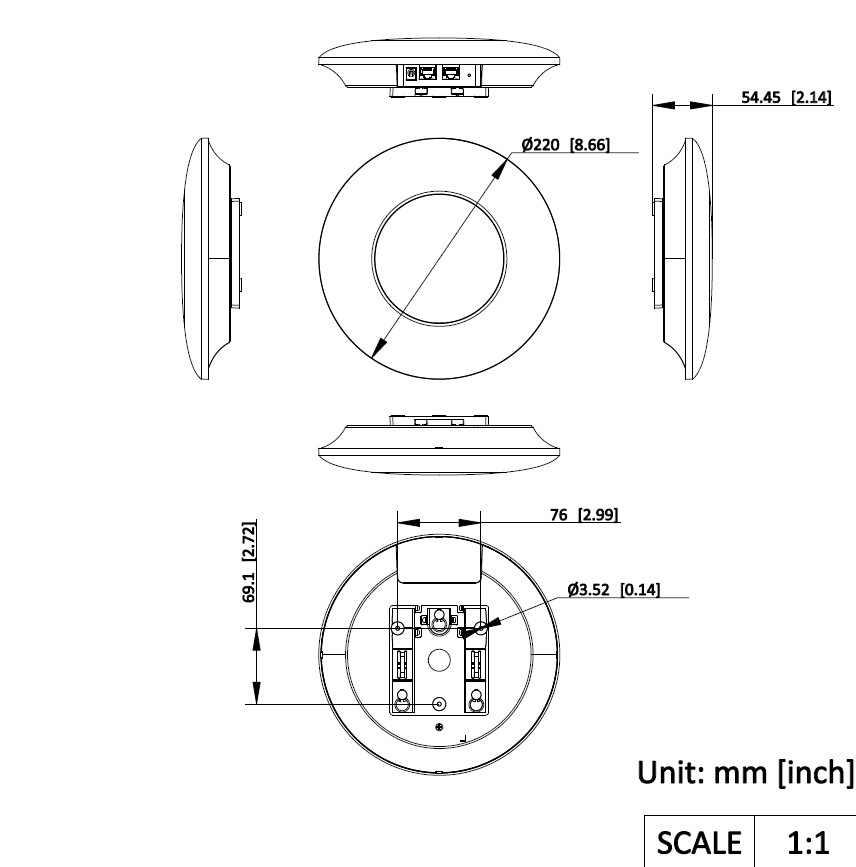 54.45 [2.14]
Ø220 [8.66]
76 [2.99]
69.1 [2.72]
Ø3.52 [0.14]
Unit: mm [inch]
SCALE 1:1